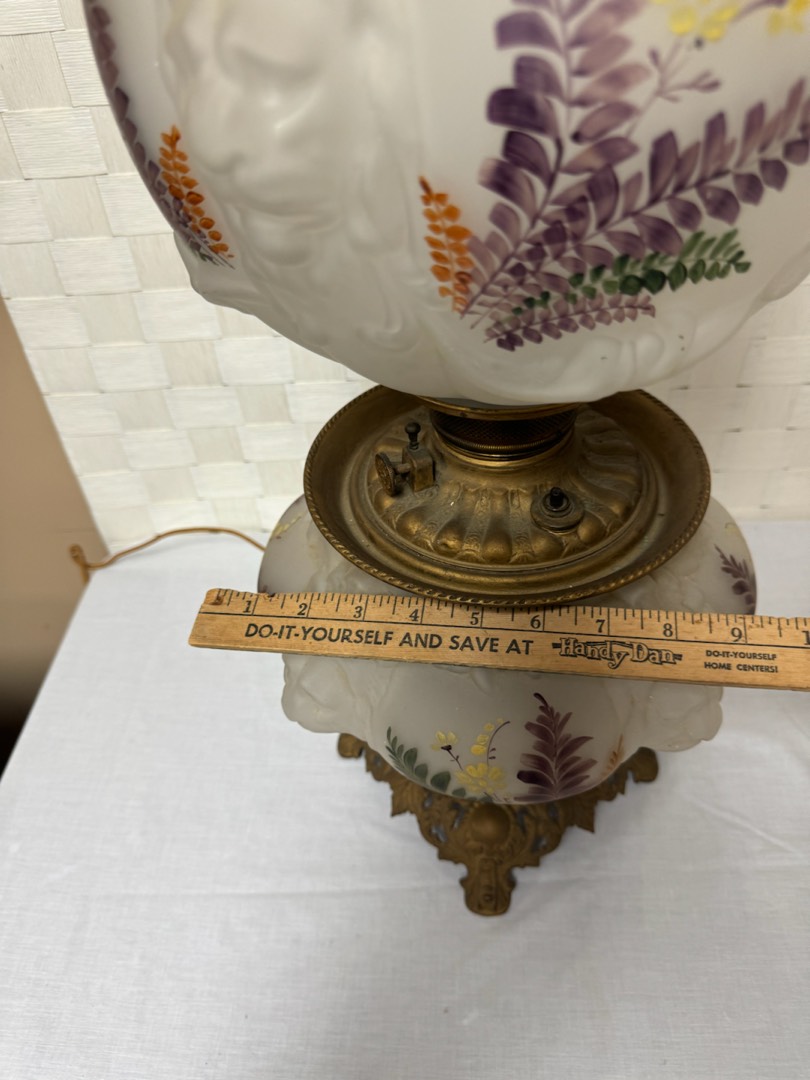 1 2 3 4 5 6 7 8 9 1
DO-IT-YOURSELF AND SAVE AT Handy Dan DO-IT-YOURSELF
HOME CENTERS!